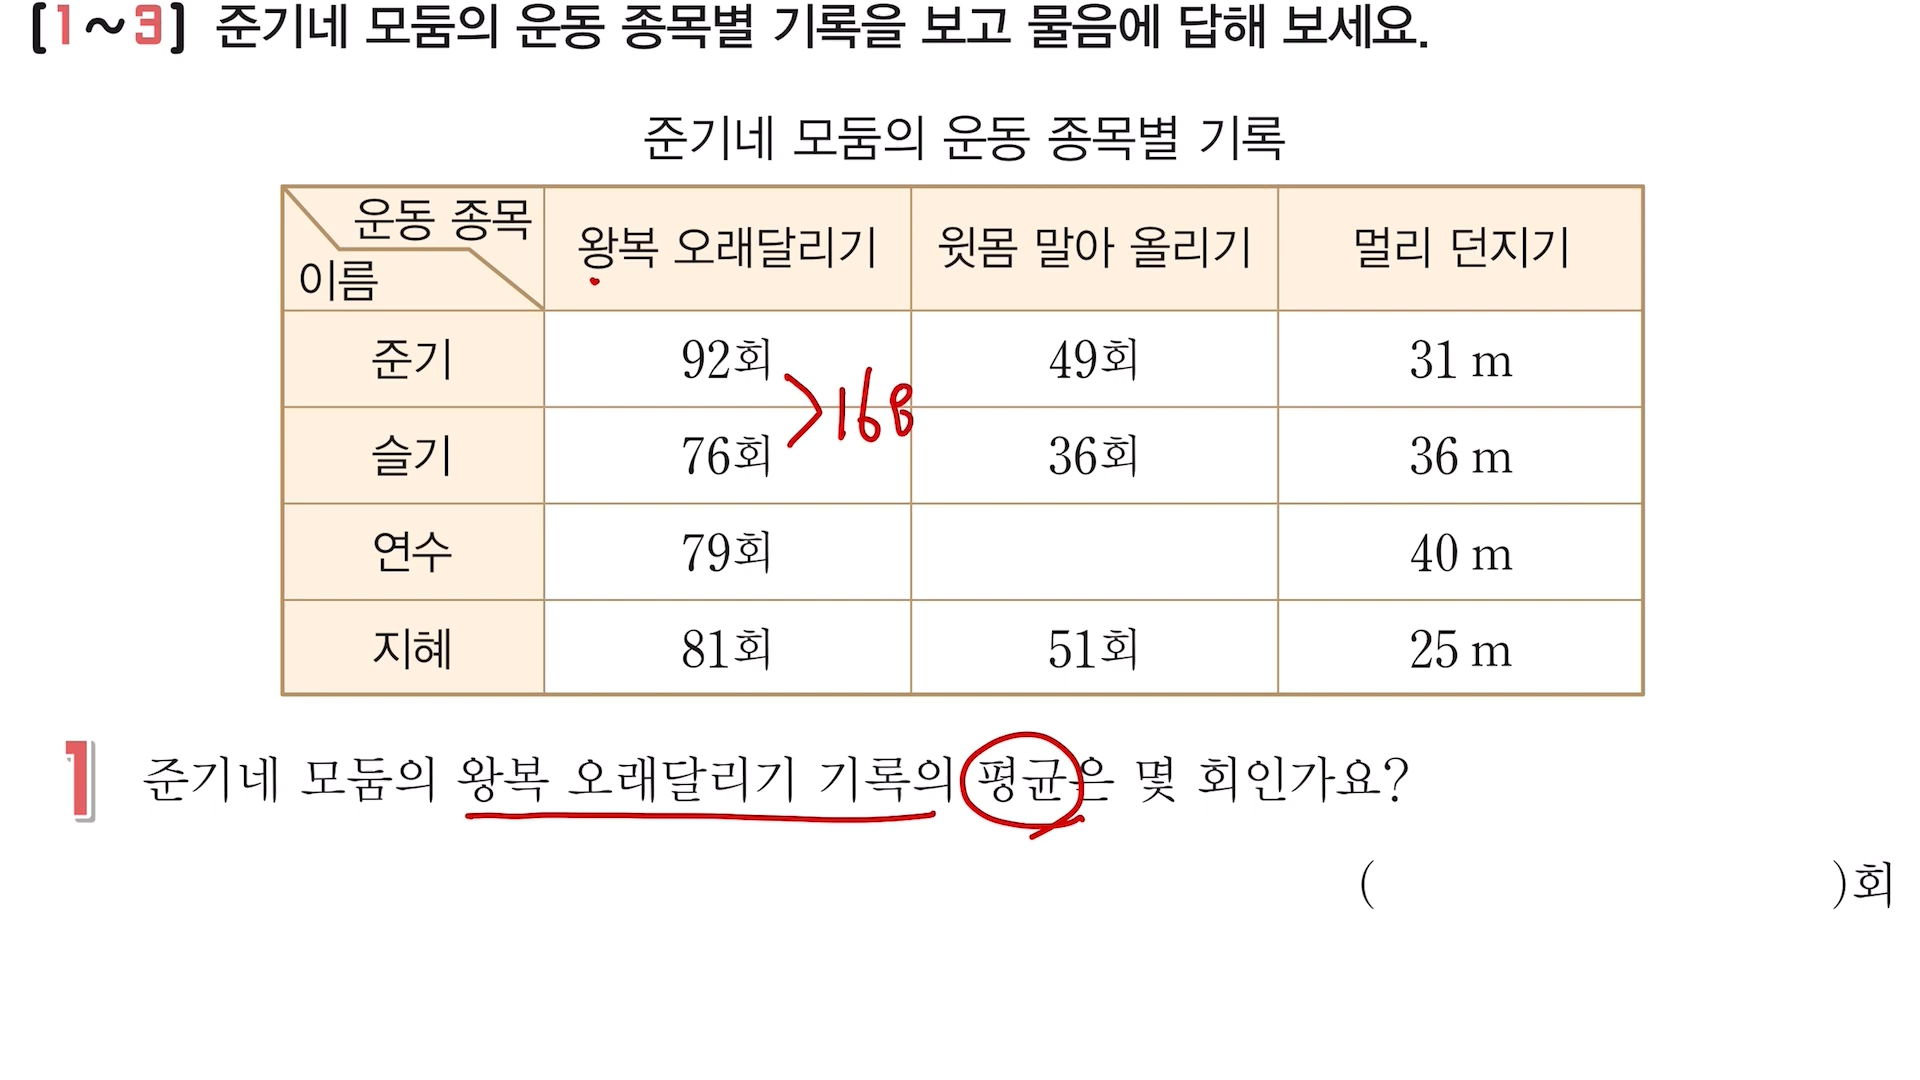 [1~3] 준기네 모둠의 운동 종목별 기록을 보고 물음에 답해 보세요.
준기네 모둠의 운동 종목별 기록
운동 종목
이름
왕복 오래달리기 윗몸 말아 올리기 멀리 던지기
준기 92회 49회 31 m
>168
슬기 76회 36회 36 m
연수 79회 40 m
지혜 81회 51회 25 m
1 준기네 모둠의 왕복 오래달리기 기록의 평균은 몇 회인가요?
( )회